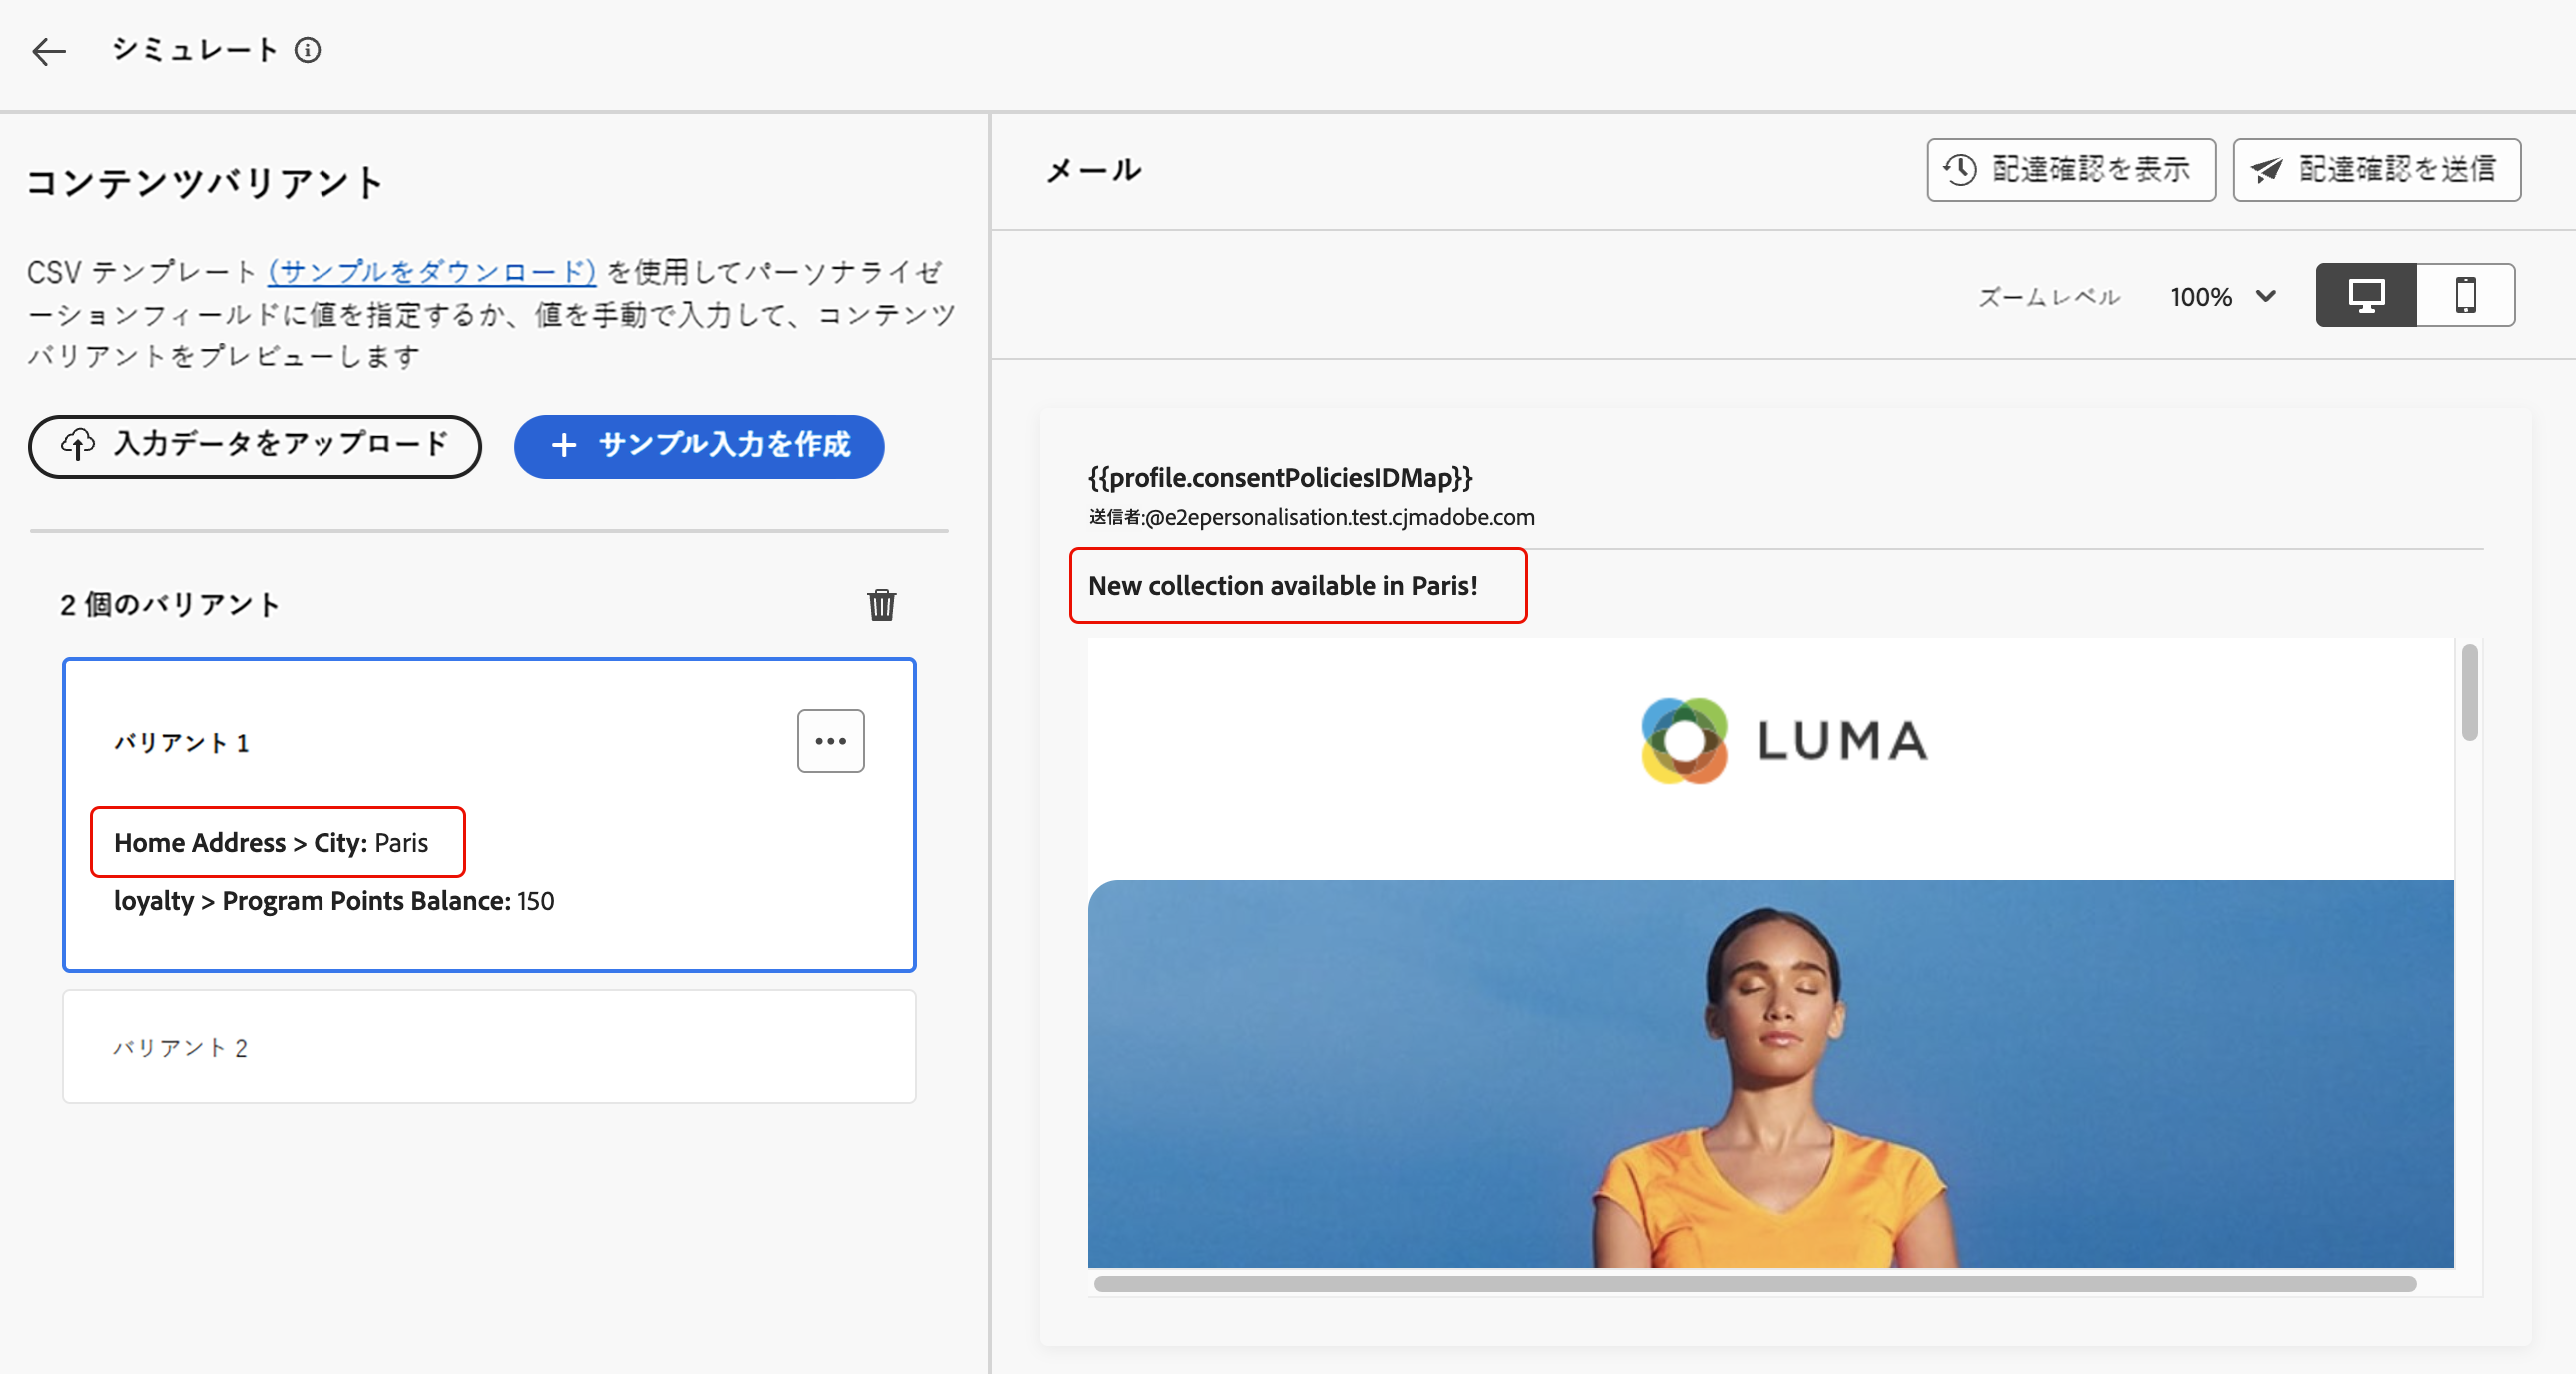 シミュレート
コンテンツバリアント
CSV テンプレート (サンプルをダウンロード) を使用してパーソナライゼ
ーションフィールドに値を指定するか、値を手動で入力して、コンテンツ
バリアントをプレビューします
入力データをアップロード
サンプル入力を作成
2 個のバリアント
バリアント 1
Home Address > City: Paris
loyalty > Program Points Balance: 150
バリアント 2
メール
配達確認を表示
配達確認を送信
ズームレベル 100%
{{profile.consentPoliciesIDMap}}
送信者:@e2epersonalisation.test.cjmadobe.com
New collection available in Paris!
LUMA